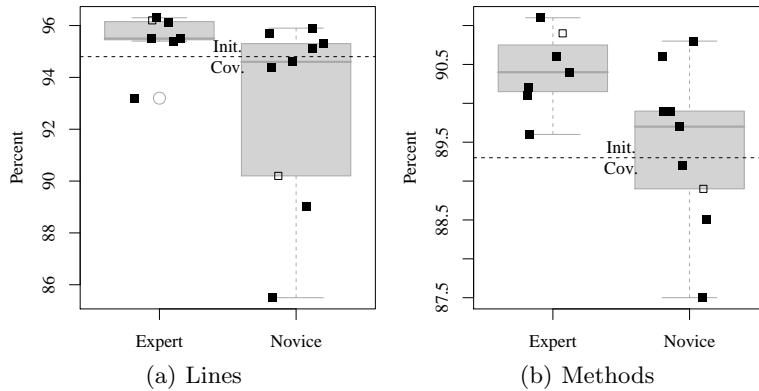 Percent
96
94
92
90
88
86
Init.
Cov.
Expert
Novice
(a) Lines
Percent
90.5
89.5
88.5
87.5
Init.
Cov.
Expert
Novice
(b) Methods